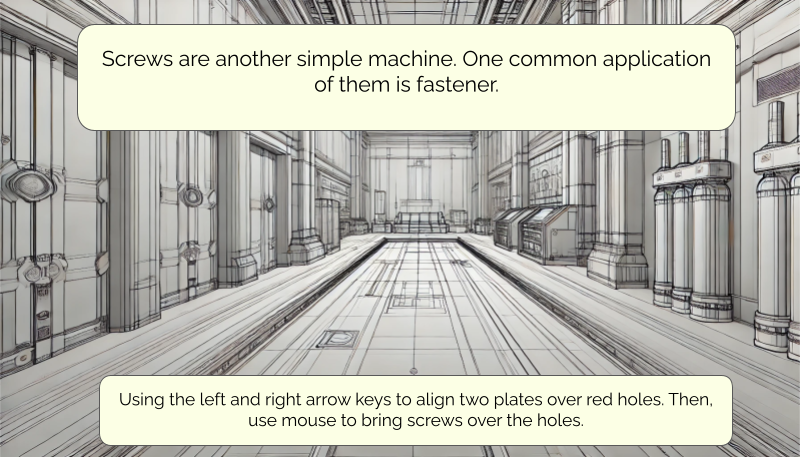 Screws are another simple machine. One common application
of them is fastener.
Using the left and right arrow keys to align two plates over red holes. Then,
use mouse to bring screws over the holes.